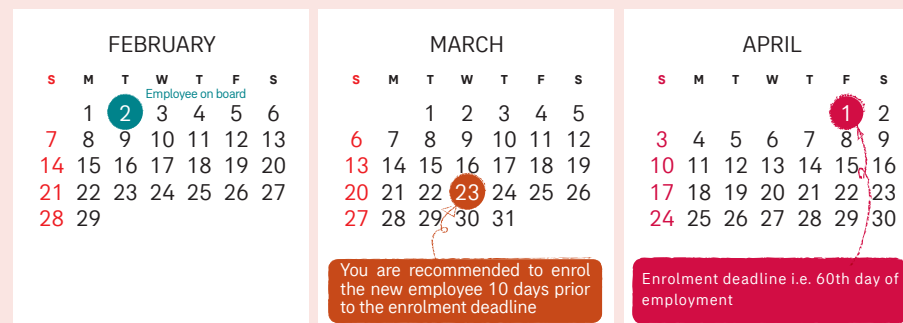 FEBRUARY
S M T W T F S
Employee on board
1 2 3 4 5 6
7 8 9 10 11 12 13
14 15 16 17 18 19 20
21 22 23 24 25 26 27
28 29
MARCH
S M T W T F S
1 2 3 4 5
6 7 8 9 10 11 12
13 14 15 16 17 18 19
20 21 22 23 24 25 26
27 28 29 30 31
You are recommended to enrol
the new employee 10 days prior
to the enrolment deadline
APRIL
S M T W T F S
1 2
3 4 5 6 7 8 9
10 11 12 13 14 15 16
17 18 19 20 21 22 23
24 25 26 27 28 29 30
Enrolment deadline i.e. 60th day of
employment